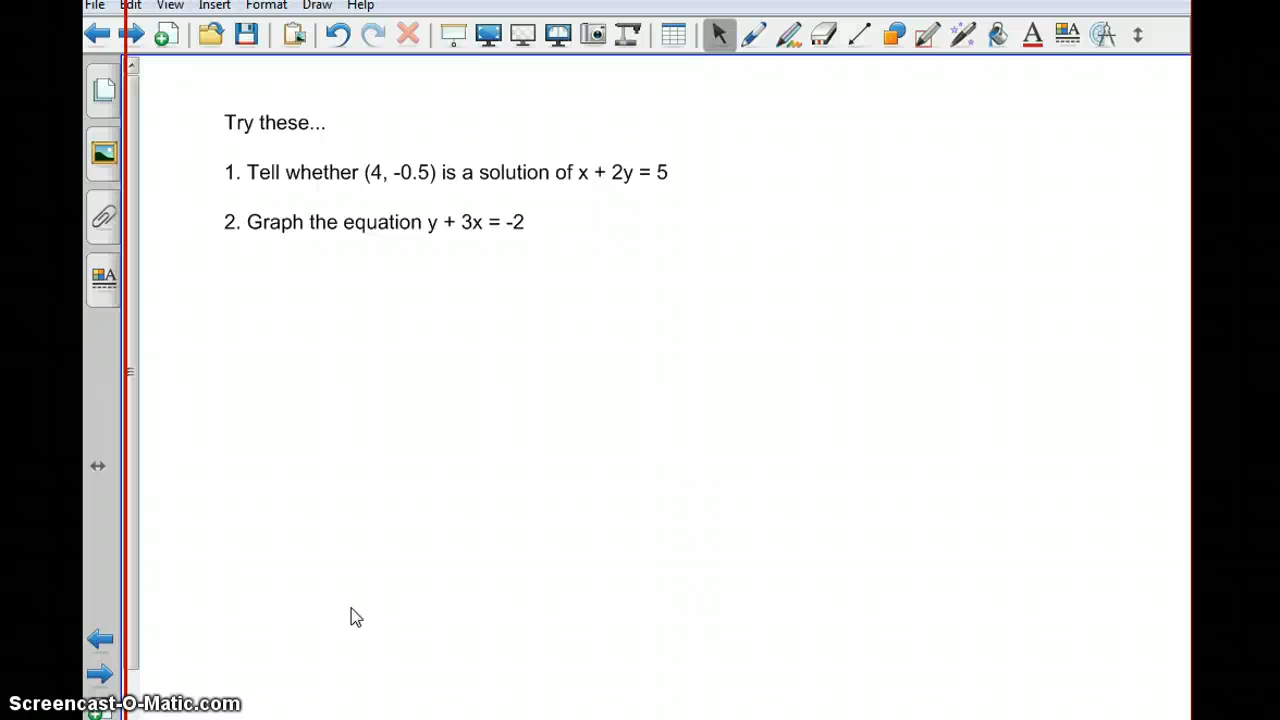 File Edit View Insert Format Draw Help
Try these...
1. Tell whether (4, -0.5) is a solution of x + 2y = 5
2. Graph the equation y + 3x = -2
Screencast-O-Matic.com